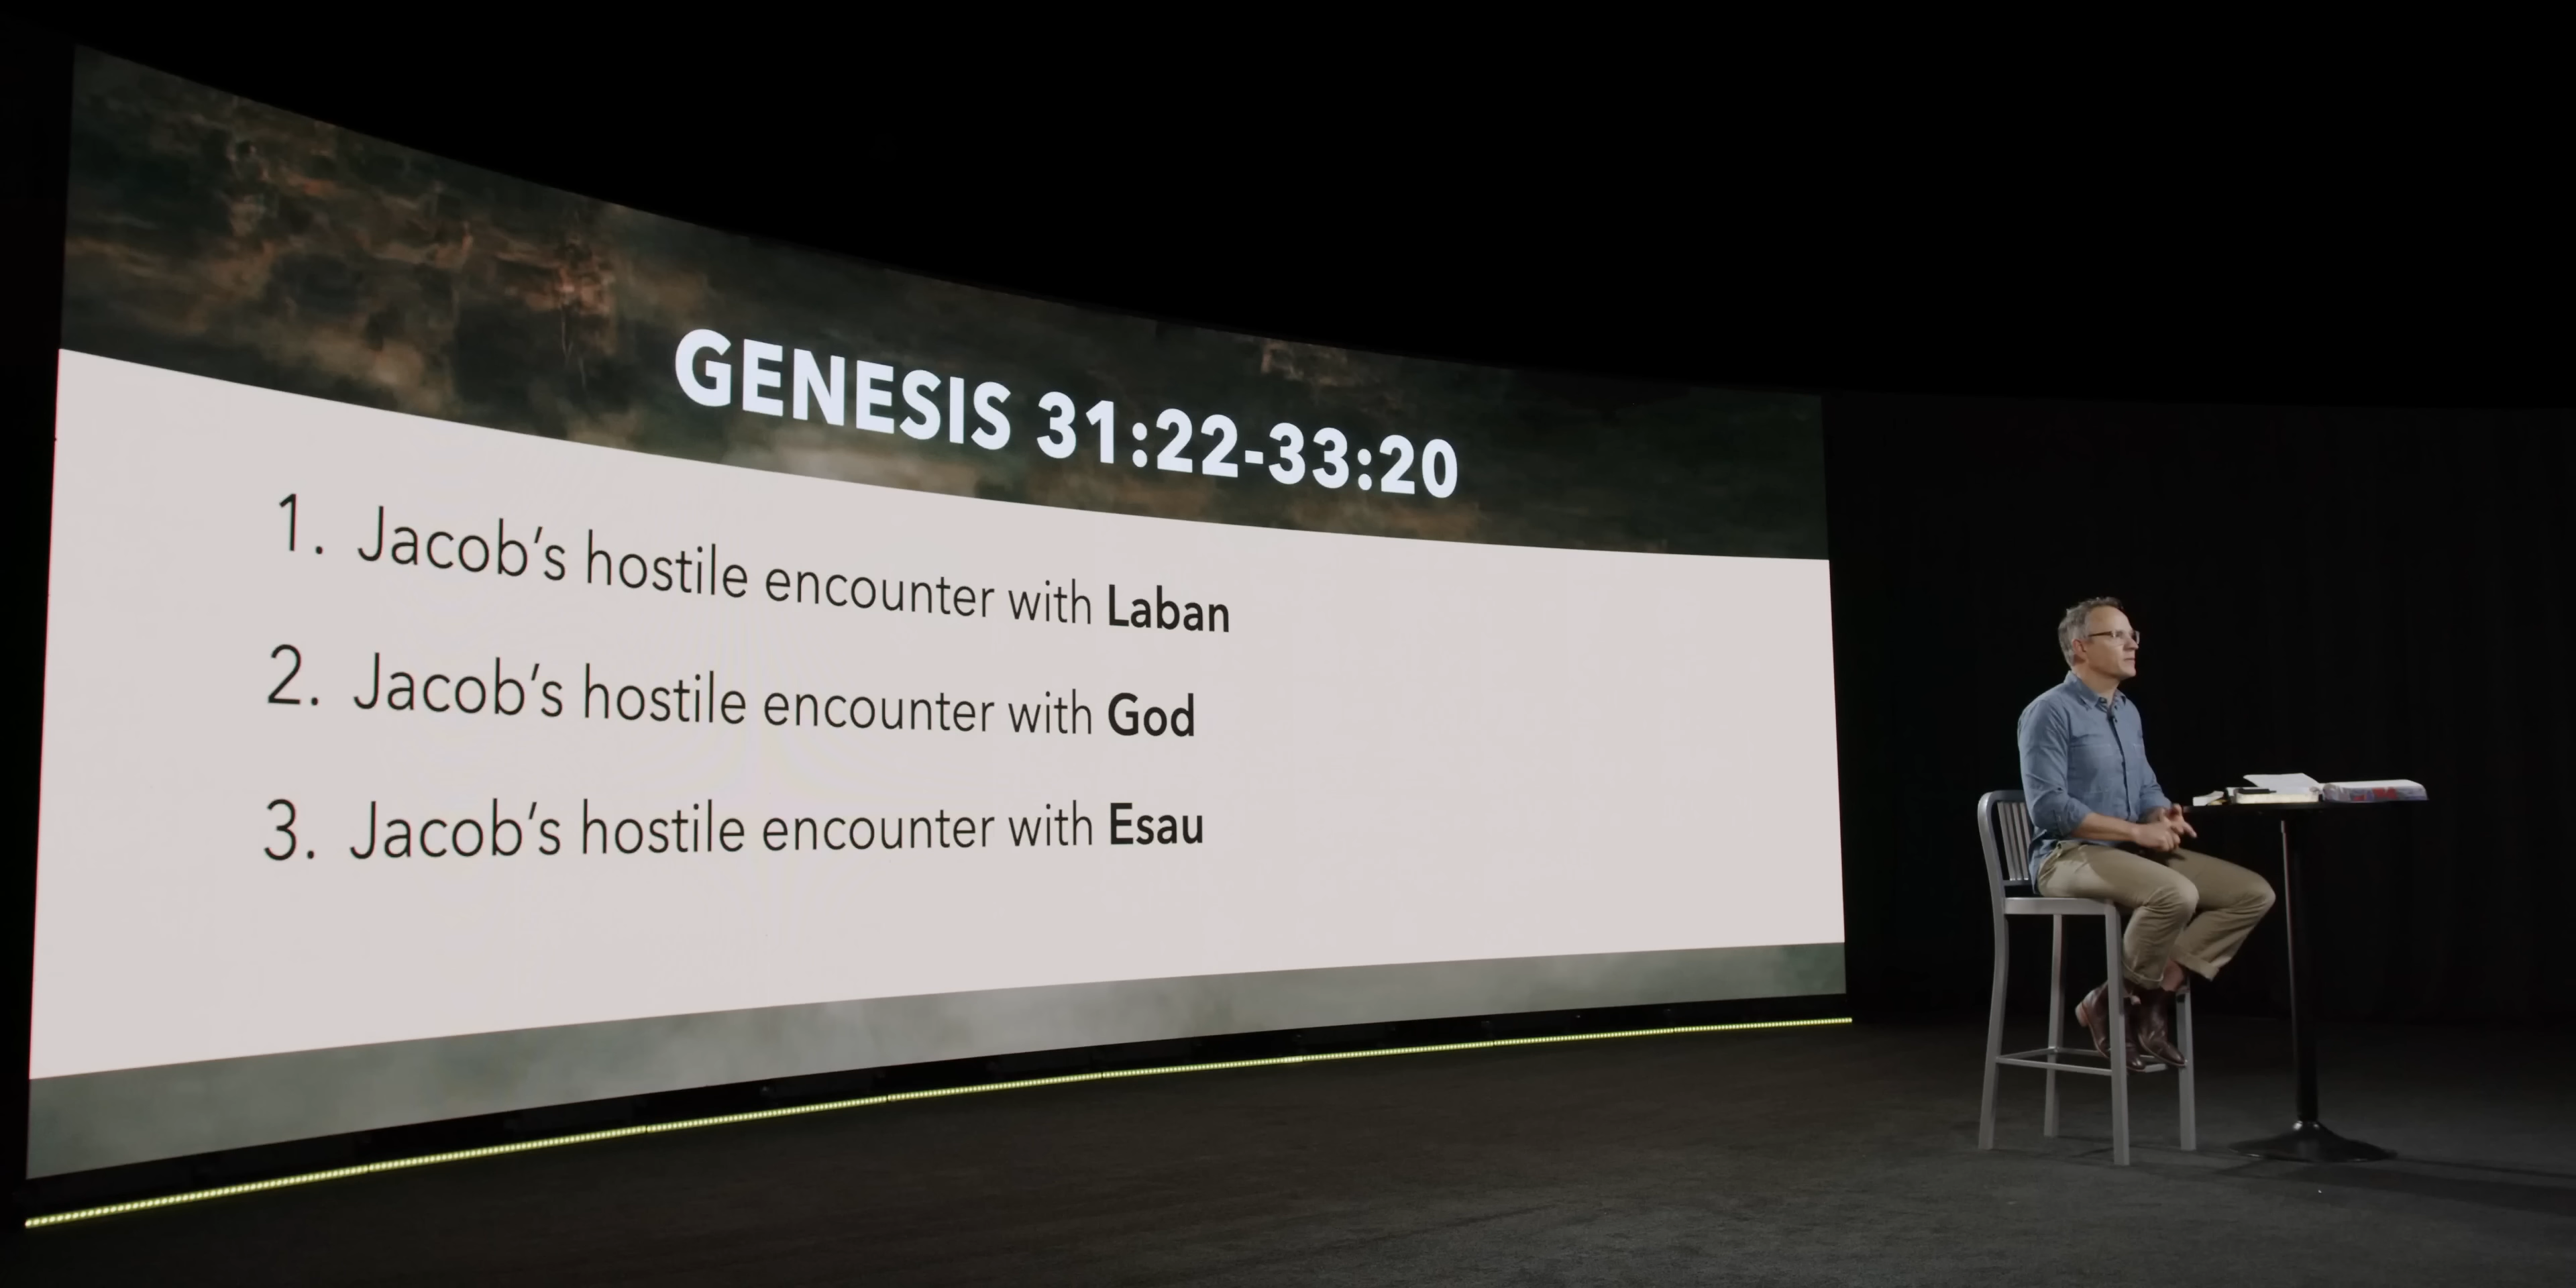 GENESIS 31:22-33:20
1. Jacob’s hostile encounter with Laban
2. Jacob’s hostile encounter with God
3. Jacob’s hostile encounter with Esau